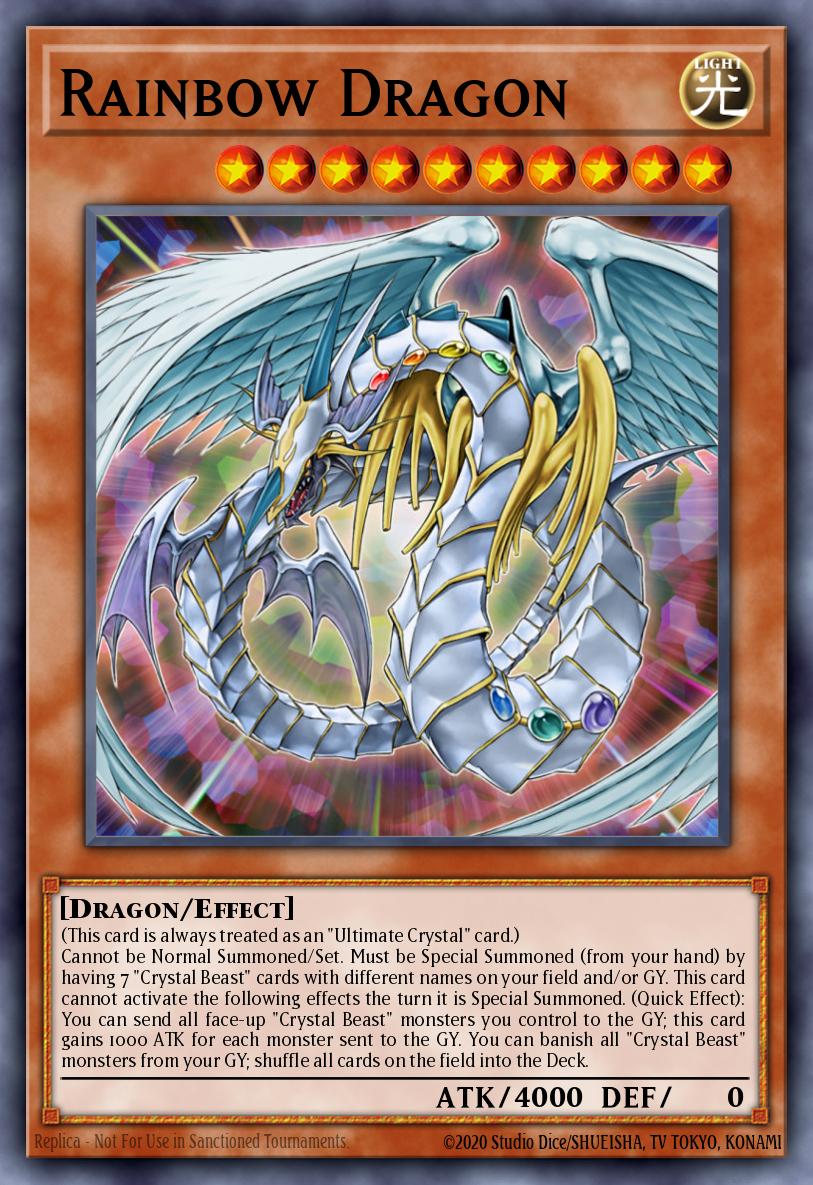 Rainbow Dragon
LIGHT
光
[Dragon/Effect]
(This card is always treated as an "Ultimate Crystal" card.)
Cannot be Normal Summoned/Set. Must be Special Summoned (from your hand) by
having 7 "Crystal Beast" cards with different names on your field and/or GY. This card
cannot activate the following effects the turn it is Special Summoned. (Quick Effect):
You can send all face-up "Crystal Beast" monsters you control to the GY; this card
gains 1000 ATK for each monster sent to the GY. You can banish all "Crystal Beast"
monsters from your GY; shuffle all cards on the field into the Deck.
ATK/4000 DEF/ 0
Replica - Not For Use in Sanctioned Tournaments.
©2020 Studio Dice/SHUEISHA, TV TOKYO, KONAMI